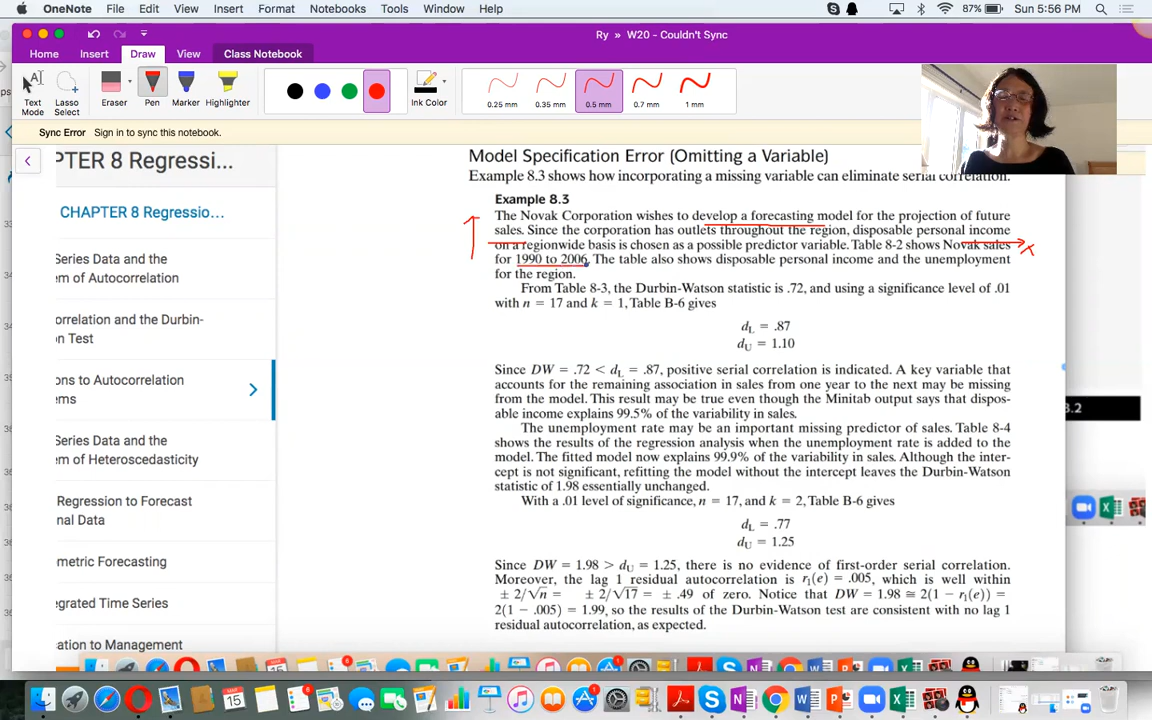 OneNote File Edit View Insert Format Notebooks Tools Window Help 87% Sun 5:56 PM
Ry » W20 - Couldn't Sync
Home Insert Draw View Class Notebook
Text Mode
Lasso Select
Eraser Pen Marker Highlighter
Ink Color
0.25 mm 0.35 mm 0.5 mm 0.7 mm 1 mm
Sync Error Sign in to sync this notebook.
PTER 8 Regressi...
CHAPTER 8 Regressio...
Series Data and the
em of Autocorrelation
orrelation and the Durbin-
on Test
ons to Autocorrelation
ems
Series Data and the
em of Heteroscedasticity
Regression to Forecast
nal Data
ometric Forecasting
egrated Time Series
cation to Management
Model Specification Error (Omitting a Variable)
Example 8.3 shows how incorporating a missing variable can eliminate serial correlation.
Example 8.3
The Novak Corporation wishes to develop a forecasting model for the projection of future
sales. Since the corporation has outlets throughout the region, disposable personal income
on a regionwide basis is chosen as a possible predictor variable. Table 8-2 shows Novak sales
x
for 1990 to 2006. The table also shows disposable personal income and the unemployment
for the region.
From Table 8-3, the Durbin-Watson statistic is .72, and using a significance level of .01
with n = 17 and k = 1, Table B-6 gives
dL = .87
dU = 1.10
Since DW = .72 < dL = .87, positive serial correlation is indicated. A key variable that
accounts for the remaining association in sales from one year to the next may be missing
from the model. This result may be true even though the Minitab output says that dispos-
able income explains 99.5% of the variability in sales.
The unemployment rate may be an important missing predictor of sales. Table 8-4
shows the results of the regression analysis when the unemployment rate is added to the
model. The fitted model now explains 99.9% of the variability in sales. Although the inter-
cept is not significant, refitting the model without the intercept leaves the Durbin-Watson
statistic of 1.98 essentially unchanged.
With a .01 level of significance, n = 17, and k = 2, Table B-6 gives
dL = .77
dU = 1.25
Since DW = 1.98 > dU = 1.25, there is no evidence of first-order serial correlation.
Moreover, the lag 1 residual autocorrelation is r1(e) = .005, which is well within
± 2/√n = ± 2/√17 = ± .49 of zero. Notice that DW = 1.98 ≅ 2(1 − r1(e)) =
2(1 − .005) = 1.99, so the results of the Durbin-Watson test are consistent with no lag 1
residual autocorrelation, as expected.
3.2